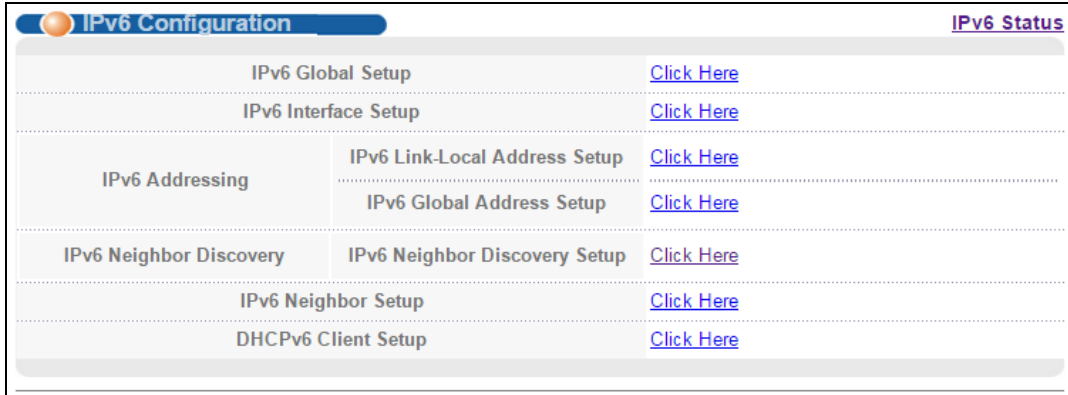 IPv6 Configuration IPv6 Status
IPv6 Global Setup Click Here
IPv6 Interface Setup Click Here
IPv6 Addressing IPv6 Link-Local Address Setup Click Here
IPv6 Global Address Setup Click Here
IPv6 Neighbor Discovery IPv6 Neighbor Discovery Setup Click Here
IPv6 Neighbor Setup Click Here
DHCPv6 Client Setup Click Here